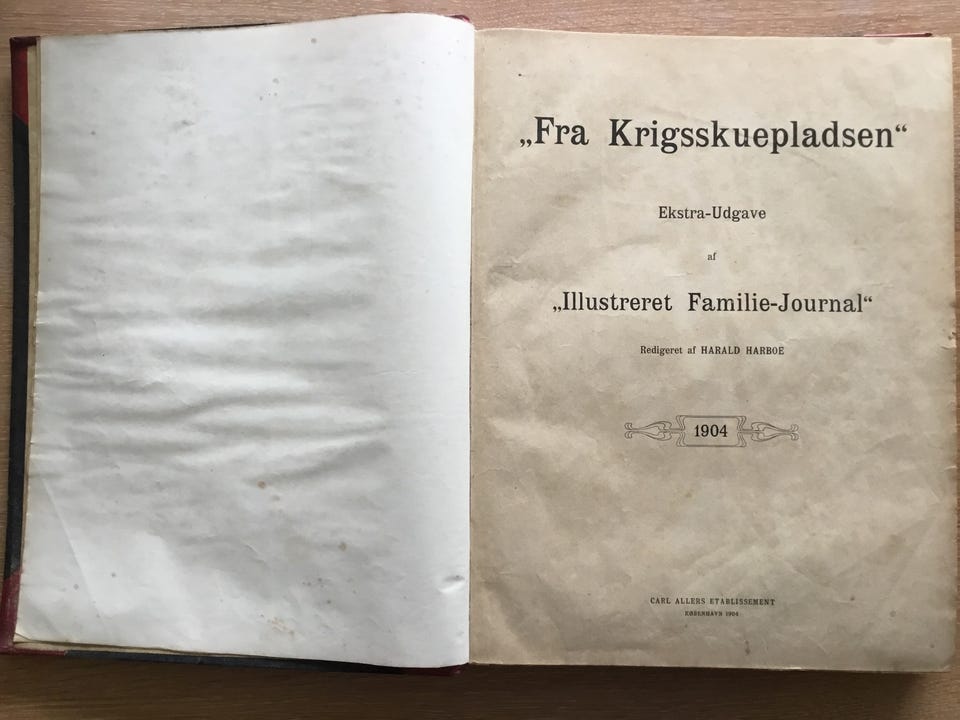 „Fra Krigsskuepladsen“
Ekstra-Udgave
af
„Illustreret Familie-Journal“
Redigeret af HARALD HARBOE
1904
CARL ALLERS ETABLISSEMENT
KØBENHAVN 1904